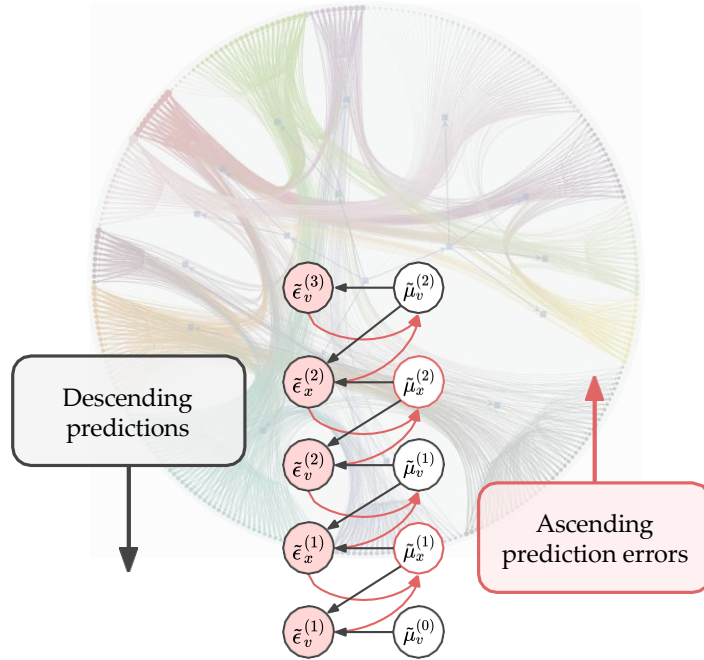 ε̃_v^(3) μ̃_v^(2)
ε̃_x^(2) μ̃_x^(2)
Descending
predictions
ε̃_v^(2) μ̃_v^(1)
ε̃_x^(1) μ̃_x^(1)
Ascending
prediction errors
ε̃_v^(1) μ̃_v^(0)